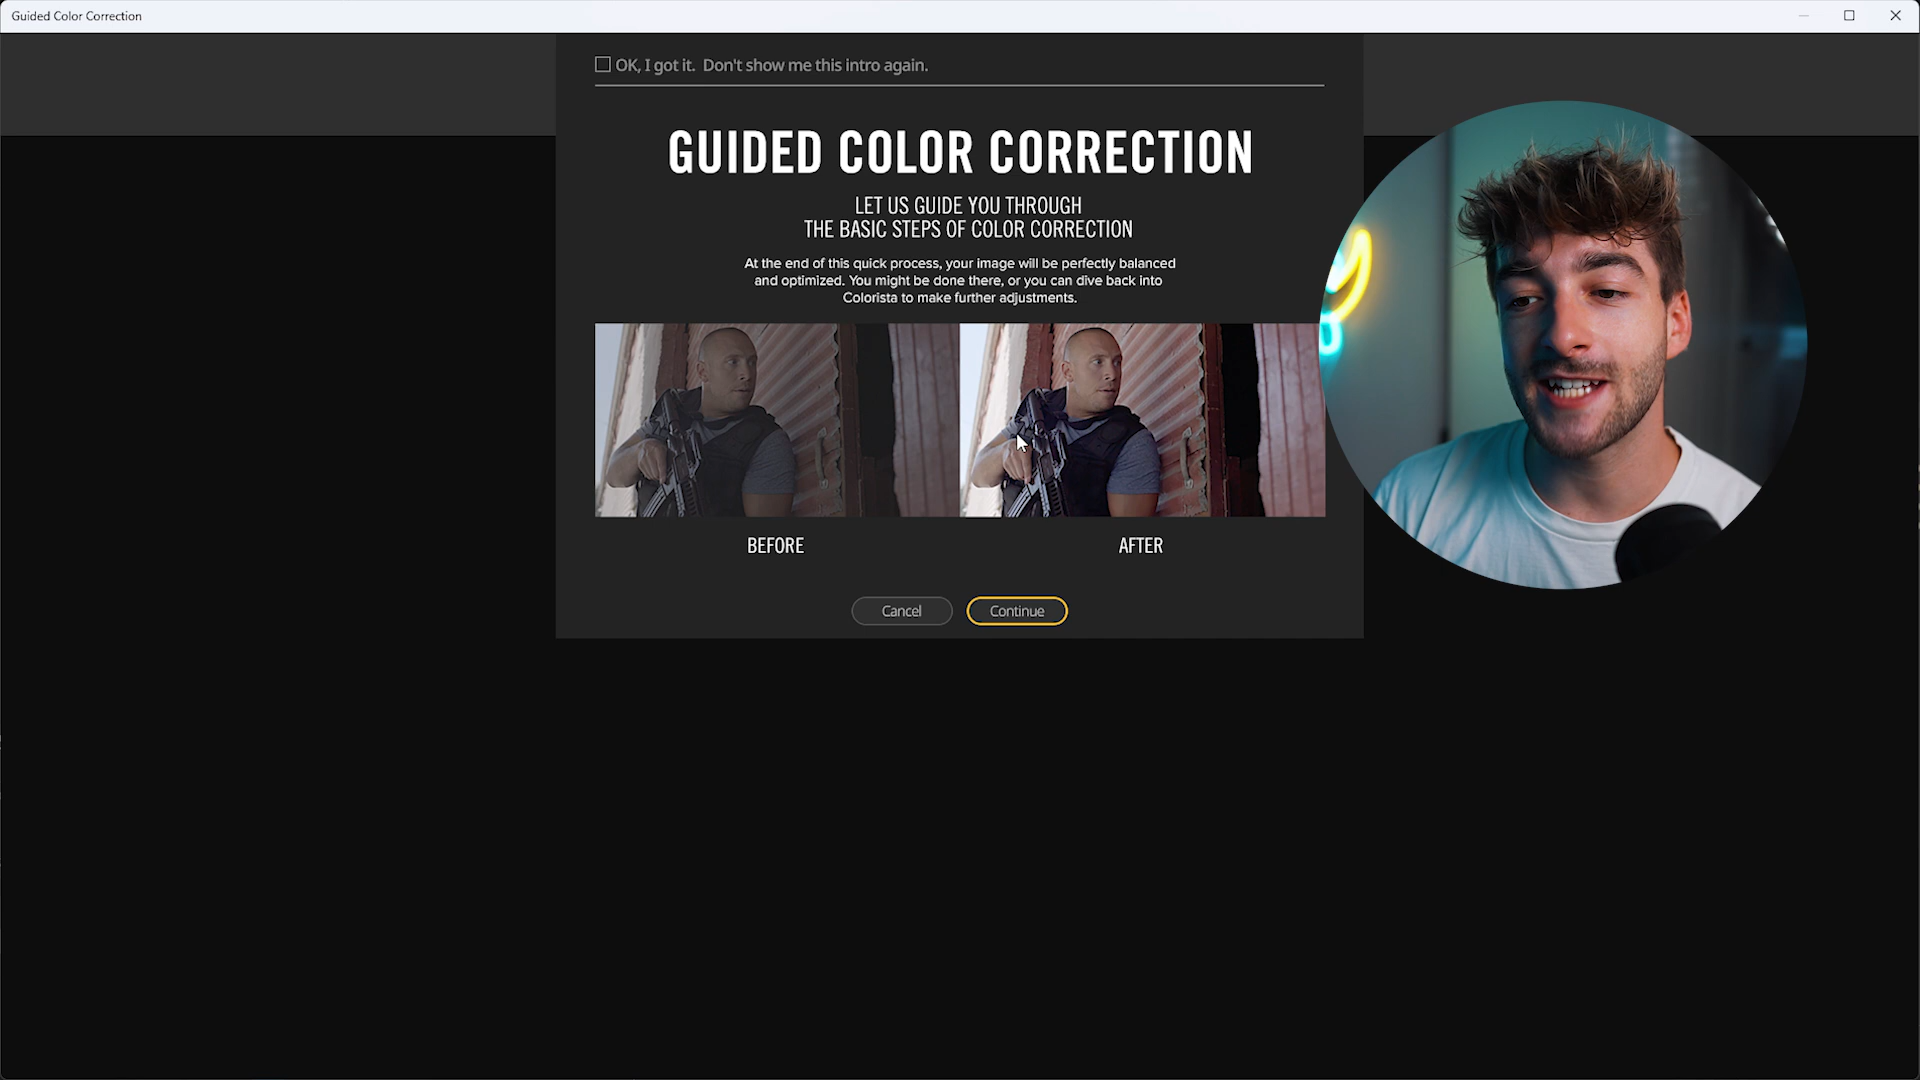 Guided Color Correction
OK, I got it. Don't show me this intro again.
GUIDED COLOR CORRECTION
LET US GUIDE YOU THROUGH
THE BASIC STEPS OF COLOR CORRECTION
At the end of this quick process, your image will be perfectly balanced
and optimized. You might be done there, or you can dive back into
Colorista to make further adjustments.
BEFORE
AFTER
Cancel
Continue